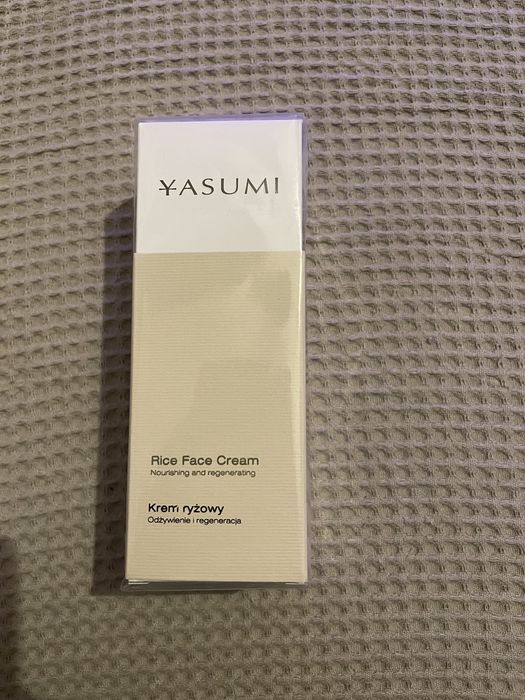 YASUMI
Rice Face Cream
Nourishing and regenerating
Krem ryżowy
Odżywienie i regeneracja